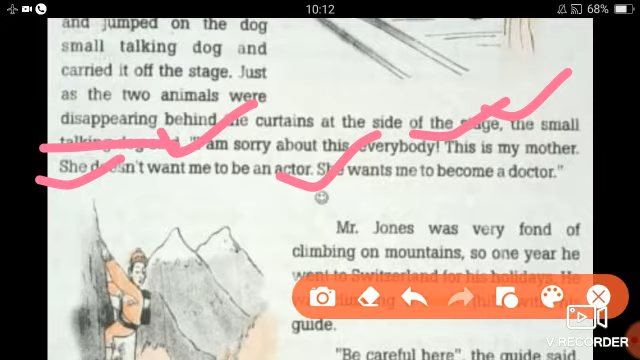 10:12
68%
and jumped on the dog
small talking dog and
carried it off the stage. Just
as the two animals were
disappearing behind the curtains at the side of the stage, the small
talking dog said, "I am sorry about this, everybody! This is my mother.
She doesn't want me to be an actor. She wants me to become a doctor."
Mr. Jones was very fond of
climbing on mountains, so one year he
went to Switzerland for his holidays. He
was climbing
guide.
"Be careful here", the guide said
V.RECORDER